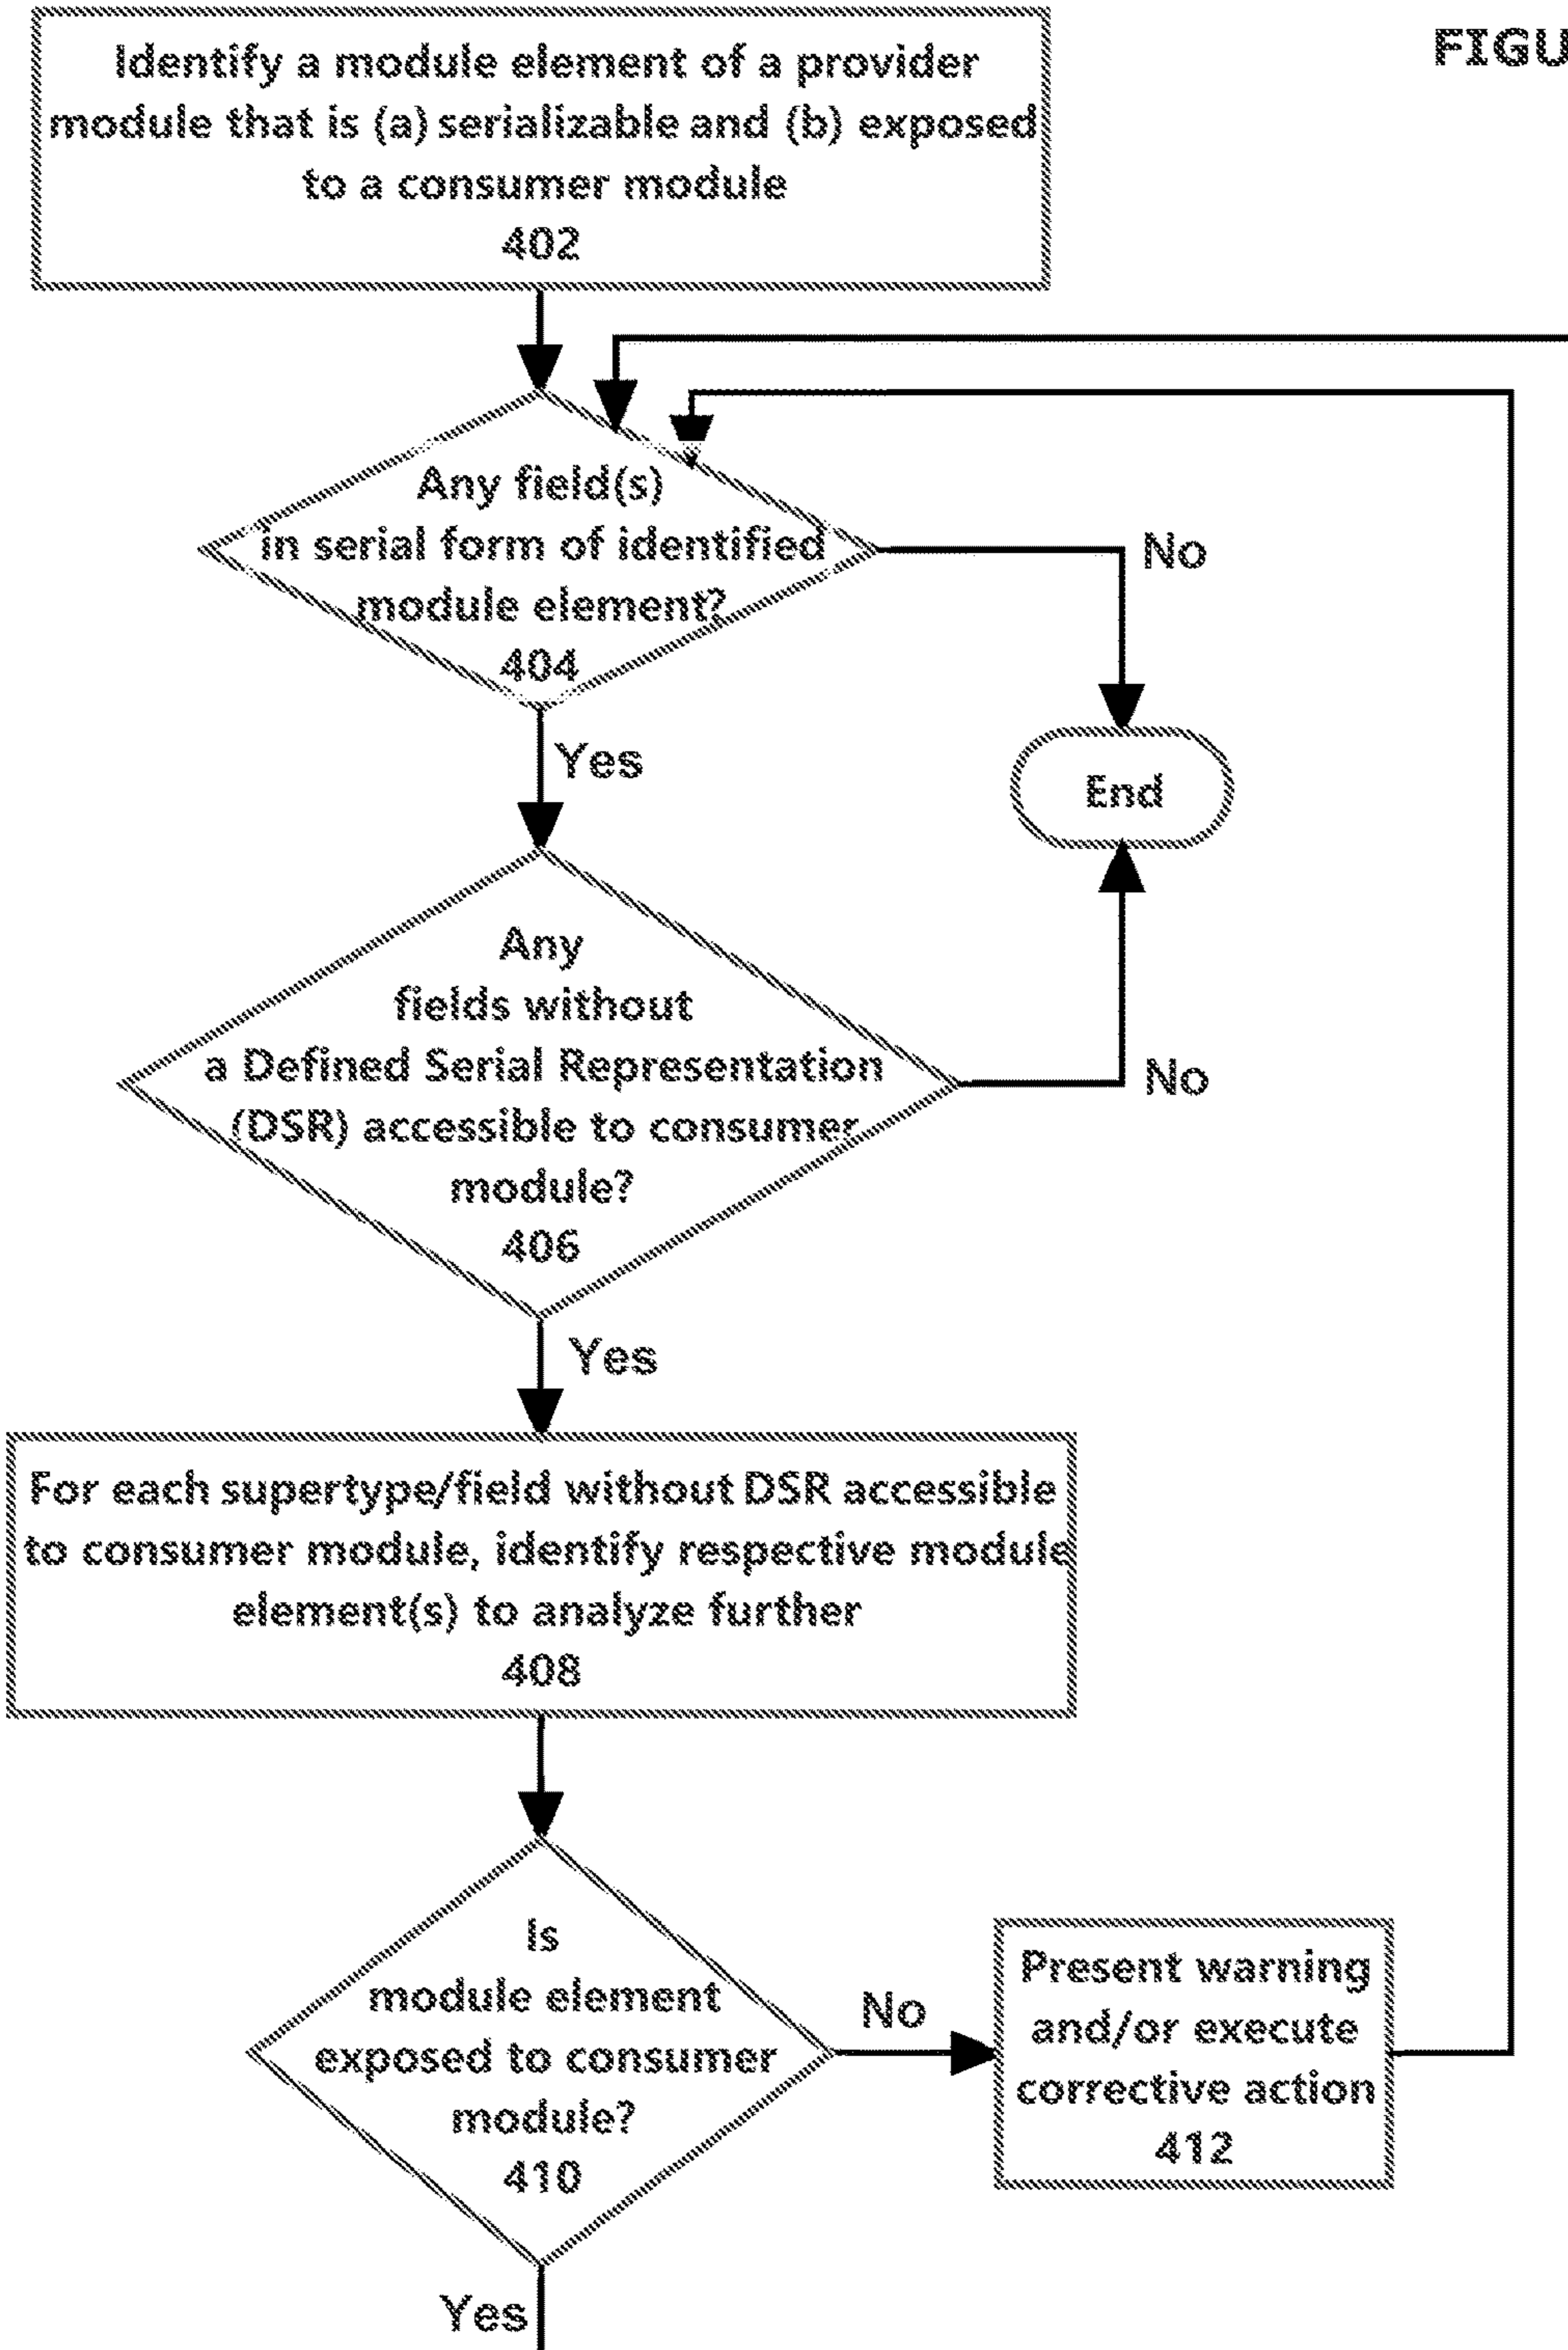 FIGU
Identify a module element of a provider
module that is (a) serializable and (b) exposed
to a consumer module
402
Any field(s)
in serial form of identified
module element?
404
No
Yes
End
Any
fields without
a Defined Serial Representation
(DSR) accessible to consumer
module?
406
No
Yes
For each supertype/field without DSR accessible
to consumer module, identify respective module
element(s) to analyze further
408
Is
module element
exposed to consumer
module?
410
No
Present warning
and/or execute
corrective action
412
Yes